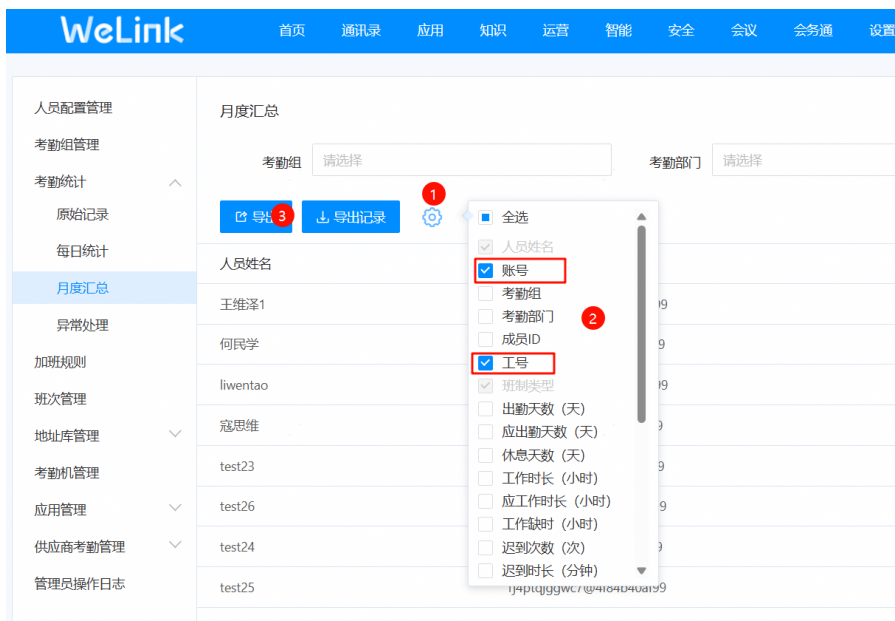 WeLink 首页 通讯录 应用 知识 运营 智能 安全 会议 会务通 设置
人员配置管理
考勤组管理
考勤统计
原始记录
每日统计
月度汇总
异常处理
加班规则
班次管理
地址库管理
考勤机管理
应用管理
供应商考勤管理
管理员操作日志
月度汇总
考勤组 请选择 考勤部门 请选择
导出 3 导出记录 1
人员姓名
王维泽1
何民学
liwentao
寇思维
test23
test26
test24
test25
全选
人员姓名
账号
考勤组
考勤部门
2
成员ID
工号
班制类型
出勤天数（天）
应出勤天数（天）
休息天数（天）
工作时长（小时）
应工作时长（小时）
工作缺时（小时）
迟到次数（次）
迟到时长（分钟）
99
9
99
9
9
9
9